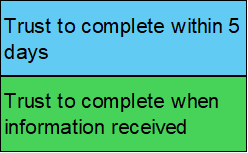 Trust to complete within 5
days
Trust to complete when
information received